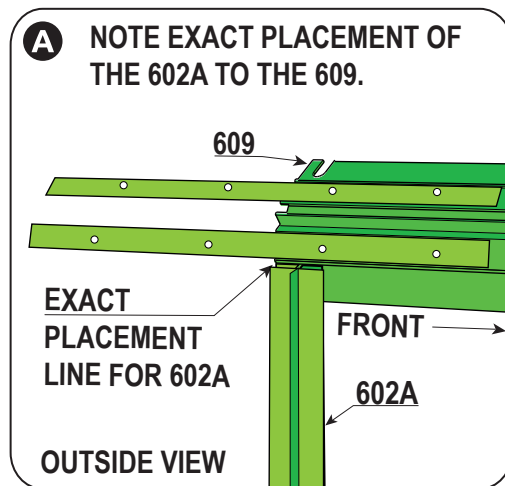 A NOTE EXACT PLACEMENT OF
THE 602A TO THE 609.
609
EXACT
PLACEMENT
LINE FOR 602A
FRONT
602A
OUTSIDE VIEW